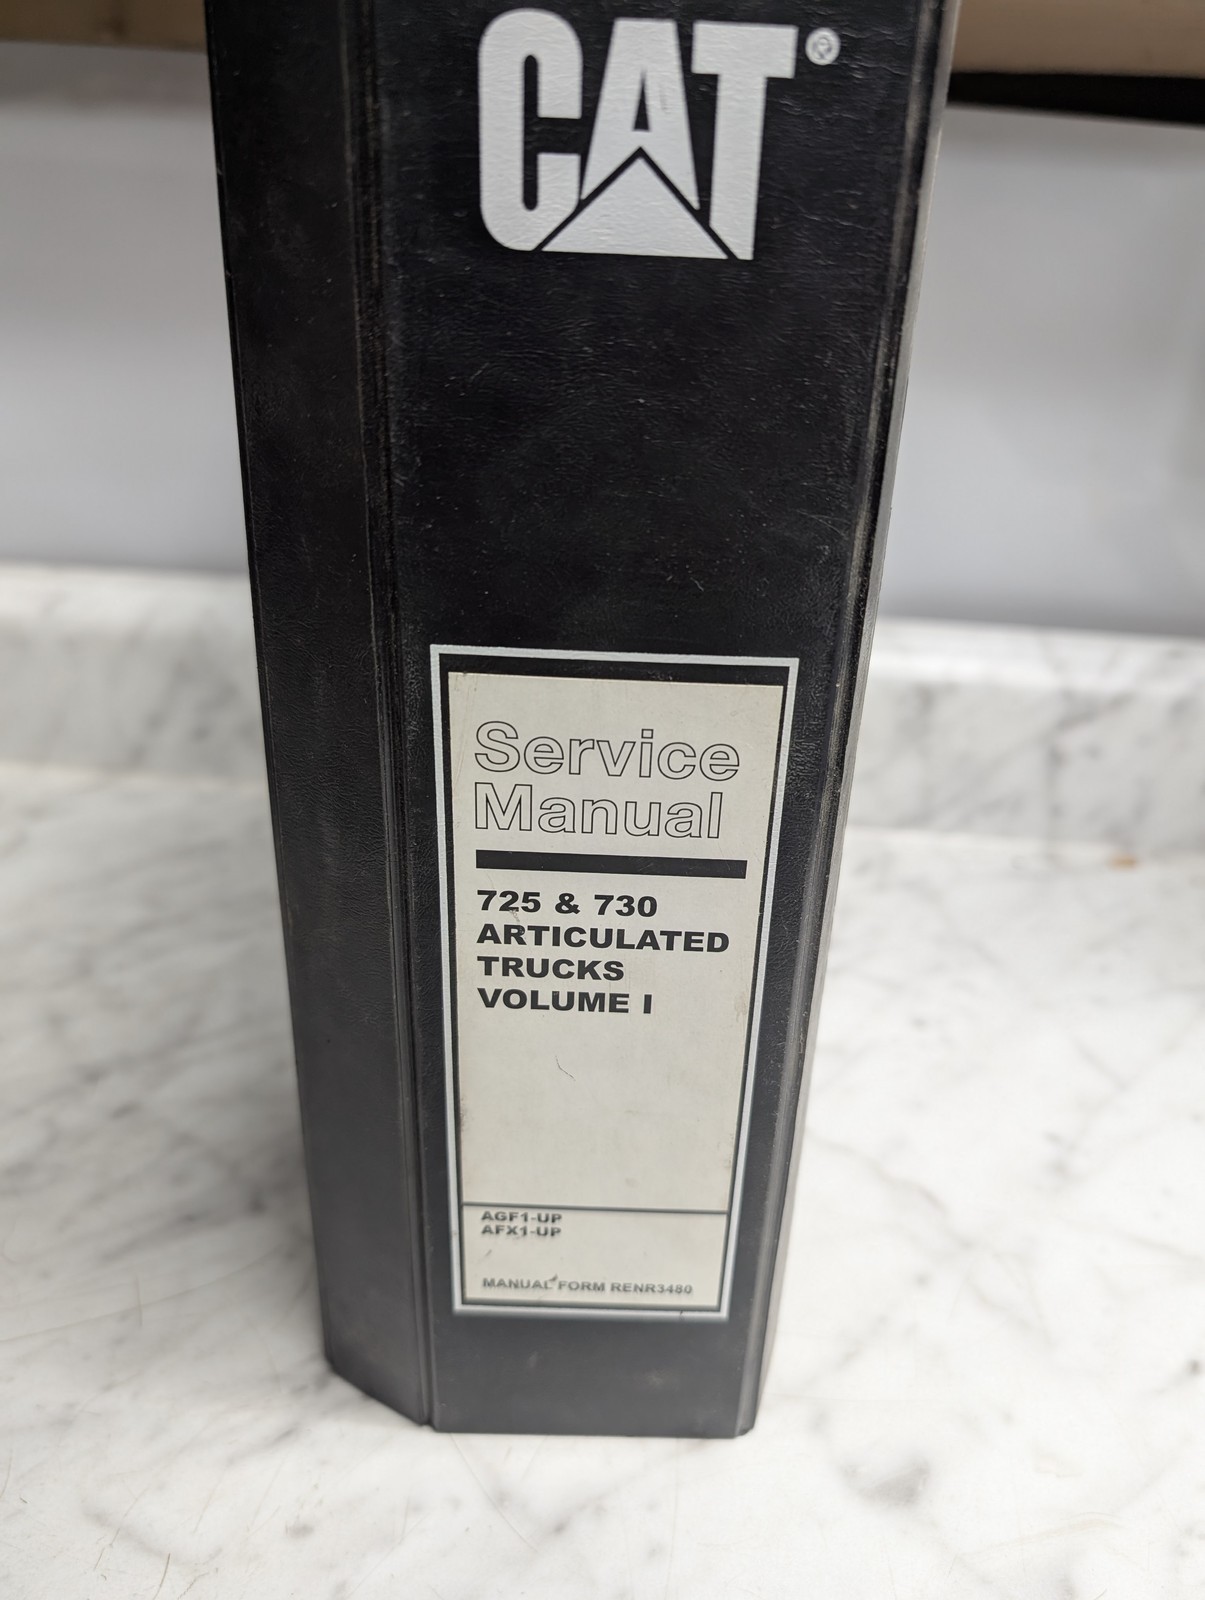 CAT®
Service
Manual
725 & 730
ARTICULATED
TRUCKS
VOLUME I
AGF1-UP
AFX1-UP
MANUAL FORM RENR3480